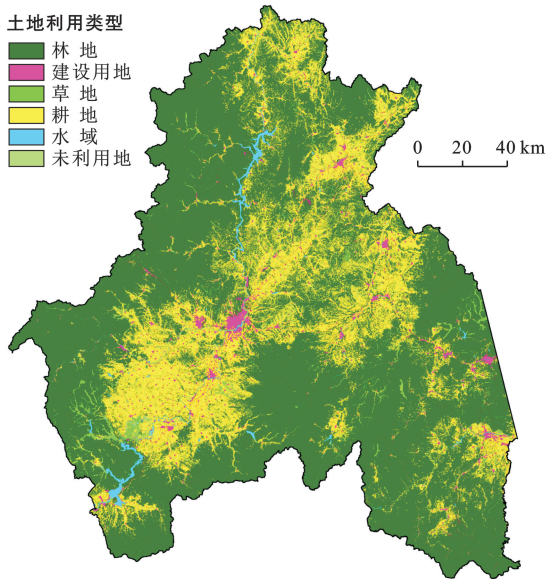 土地利用类型
林 地
建设用地
草 地
耕 地
水 域
未利用地
0 20 40 km